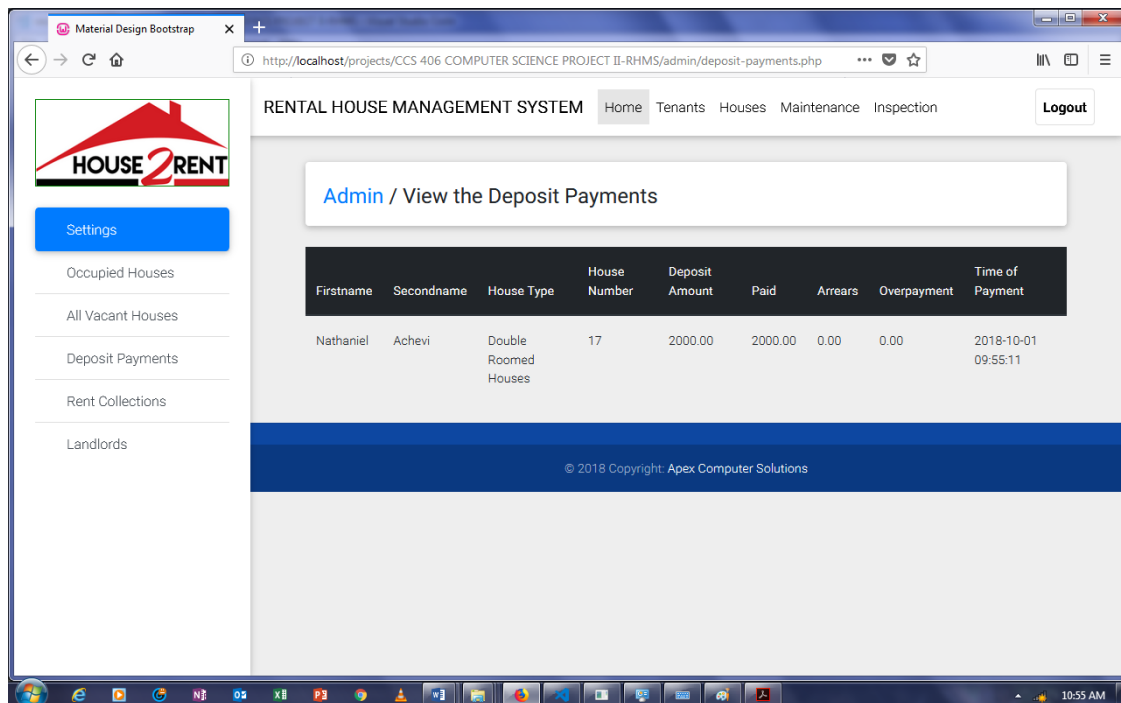 Material Design Bootstrap
http://localhost/projects/CCS 406 COMPUTER SCIENCE PROJECT II-RHMS/admin/deposit-payments.php
HOUSE2RENT
RENTAL HOUSE MANAGEMENT SYSTEM Home Tenants Houses Maintenance Inspection Logout
Settings
Occupied Houses
All Vacant Houses
Deposit Payments
Rent Collections
Landlords
Admin / View the Deposit Payments
Firstname Secondname House Type House Number Deposit Amount Paid Arrears Overpayment Time of Payment
Nathaniel Achevi Double Roomed Houses 17 2000.00 2000.00 0.00 0.00 2018-10-01 09:55:11
© 2018 Copyright: Apex Computer Solutions
10:55 AM